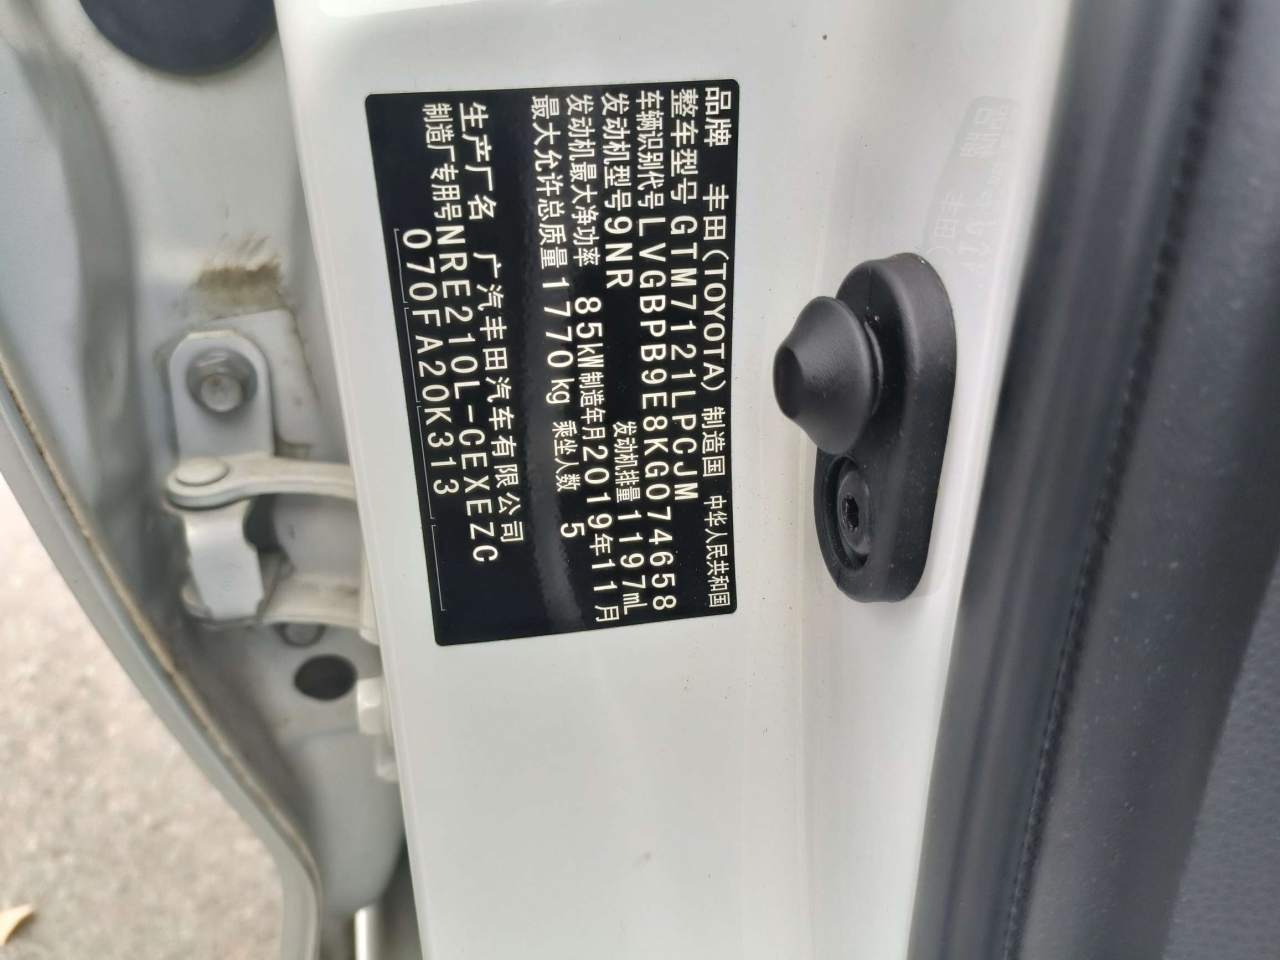 品牌 丰田(TOYOTA) 制造国 中华人民共和国
整车型号 GTM7121LPCJM
车辆识别代号 LVGBPB9E8KG074658
发动机型号 9NR 发动机排量 1197mL
发动机最大净功率 85kW 制造年月 2019年11月
最大允许总质量 1770kg 乘坐人数 5
生产厂名 广汽丰田汽车有限公司
制造厂专用号 NRE210L-CEXEZC
070FA20K313